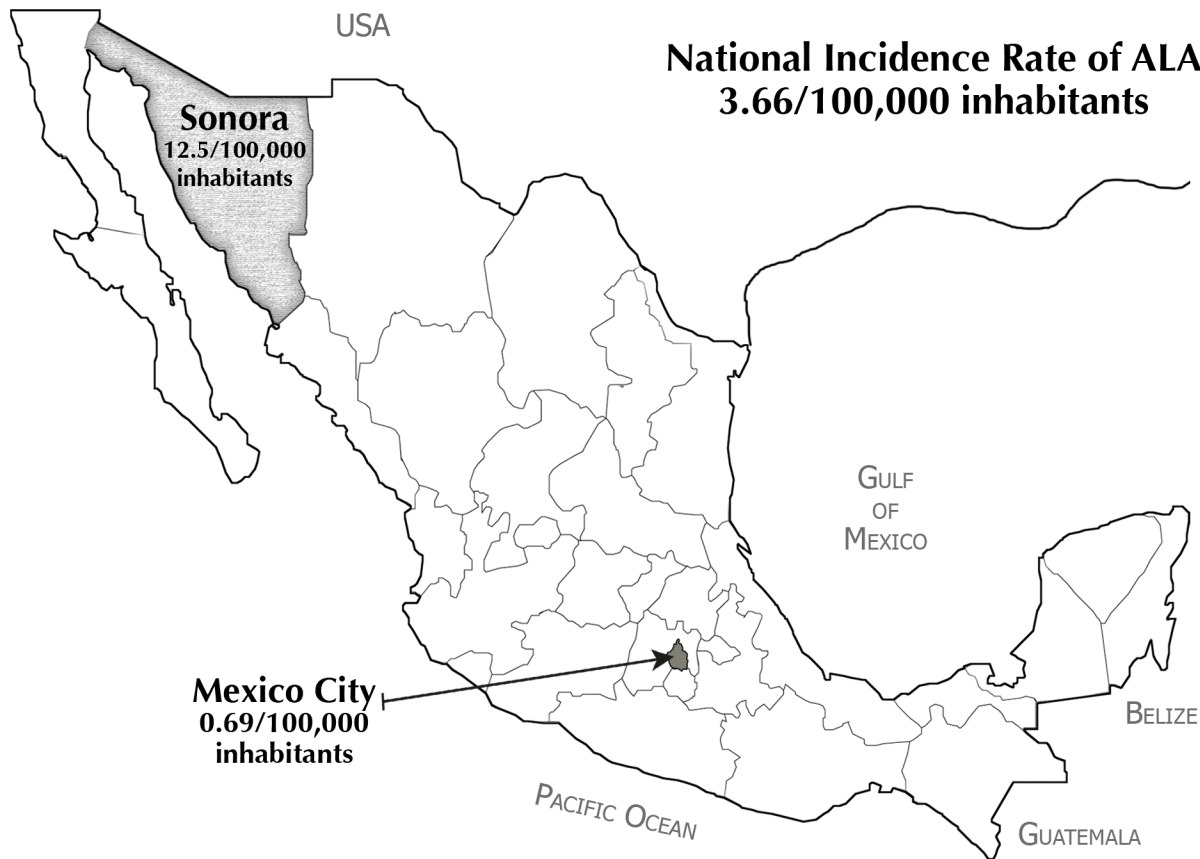 USA
National Incidence Rate of ALA
3.66/100,000 inhabitants
Sonora
12.5/100,000
inhabitants
GULF
OF
MEXICO
Mexico City
0.69/100,000
inhabitants
BELIZE
PACIFIC OCEAN
GUATEMALA